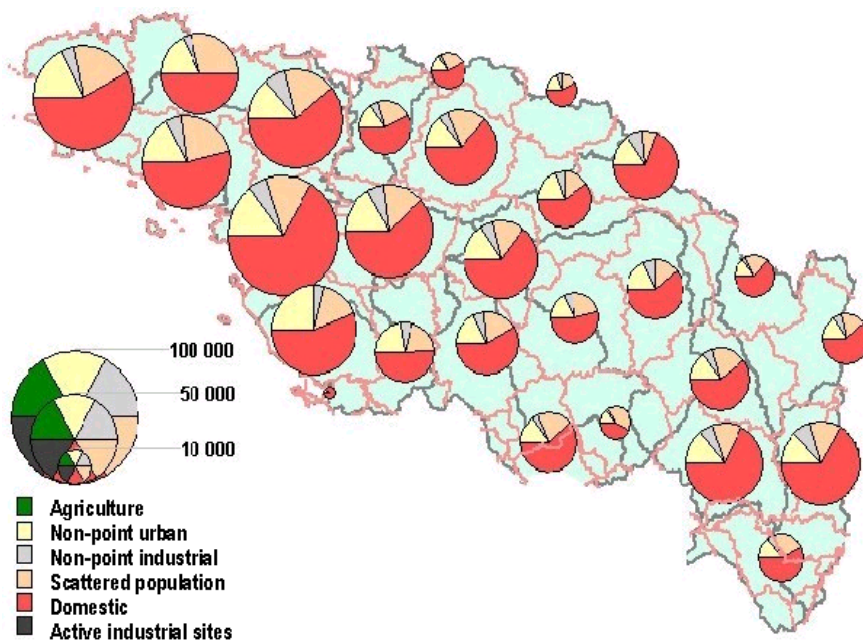 100 000
50 000
10 000
Agriculture
Non-point urban
Non-point industrial
Scattered population
Domestic
Active industrial sites